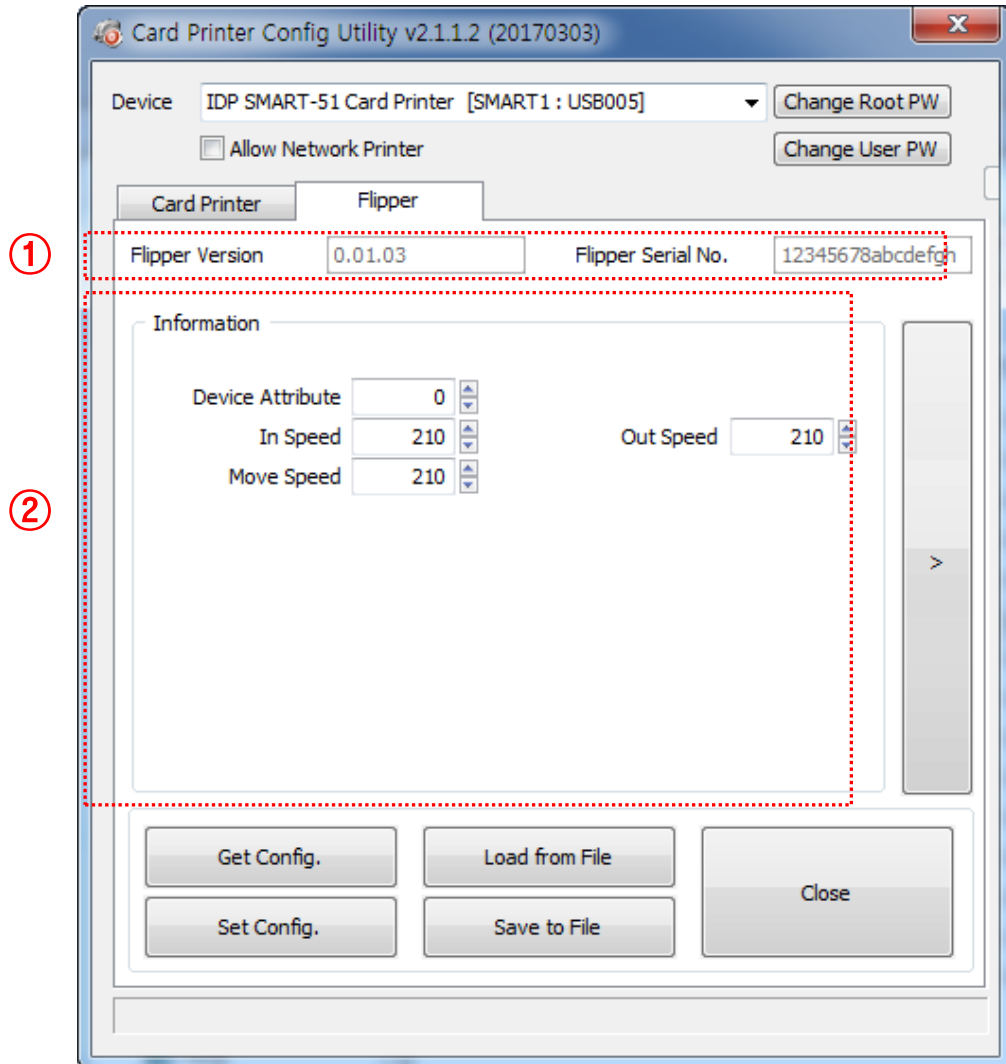 Card Printer Config Utility v2.1.1.2 (20170303)
x
Device IDP SMART-51 Card Printer [SMART1 : USB005] Change Root PW
Allow Network Printer Change User PW
Card Printer Flipper
① Flipper Version 0.01.03 Flipper Serial No. 12345678abcdefgh
Information
Device Attribute 0
In Speed 210 Out Speed 210
Move Speed 210
②
>
Get Config. Load from File
Close
Set Config. Save to File